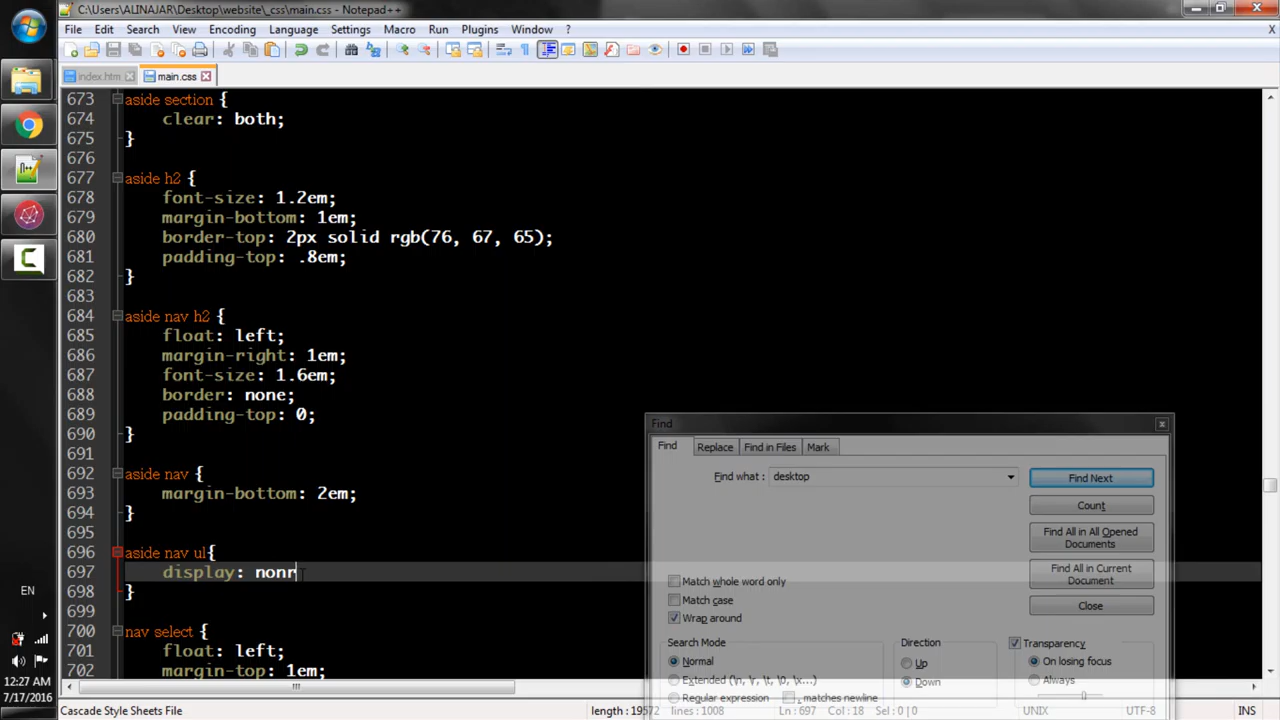 C:\Users\ALINAJAR\Desktop\website\_css\main.css - Notepad++
File Edit Search View Encoding Language Settings Macro Run Plugins Window ?
index.htm main.css
673 aside section {
674 clear: both;
675 }
676
677 aside h2 {
678 font-size: 1.2em;
679 margin-bottom: 1em;
680 border-top: 2px solid rgb(76, 67, 65);
681 padding-top: .8em;
682 }
683
684 aside nav h2 {
685 float: left;
686 margin-right: 1em;
687 font-size: 1.6em;
688 border: none;
689 padding-top: 0;
690 }
691
692 aside nav {
693 margin-bottom: 2em;
694 }
695
696 aside nav ul{
697 display: nonr
698 }
699
700 nav select {
701 float: left;
702 margin-top: 1em;
Find
Find Replace Find in Files Mark
Find what : desktop
Find Next
Count
Find All in All Opened Documents
Find All in Current Document
Close
Match whole word only
Match case
Wrap around
Search Mode
Normal
Extended (\n, \r, \t, \0, \x...)
Regular expression . matches newline
Direction
Up
Down
Transparency
On losing focus
Always
EN
12:27 AM
7/17/2016
Cascade Style Sheets File length : 19572 lines : 1008 Ln : 697 Col : 18 Sel : 0 | 0 UNIX UTF-8 INS